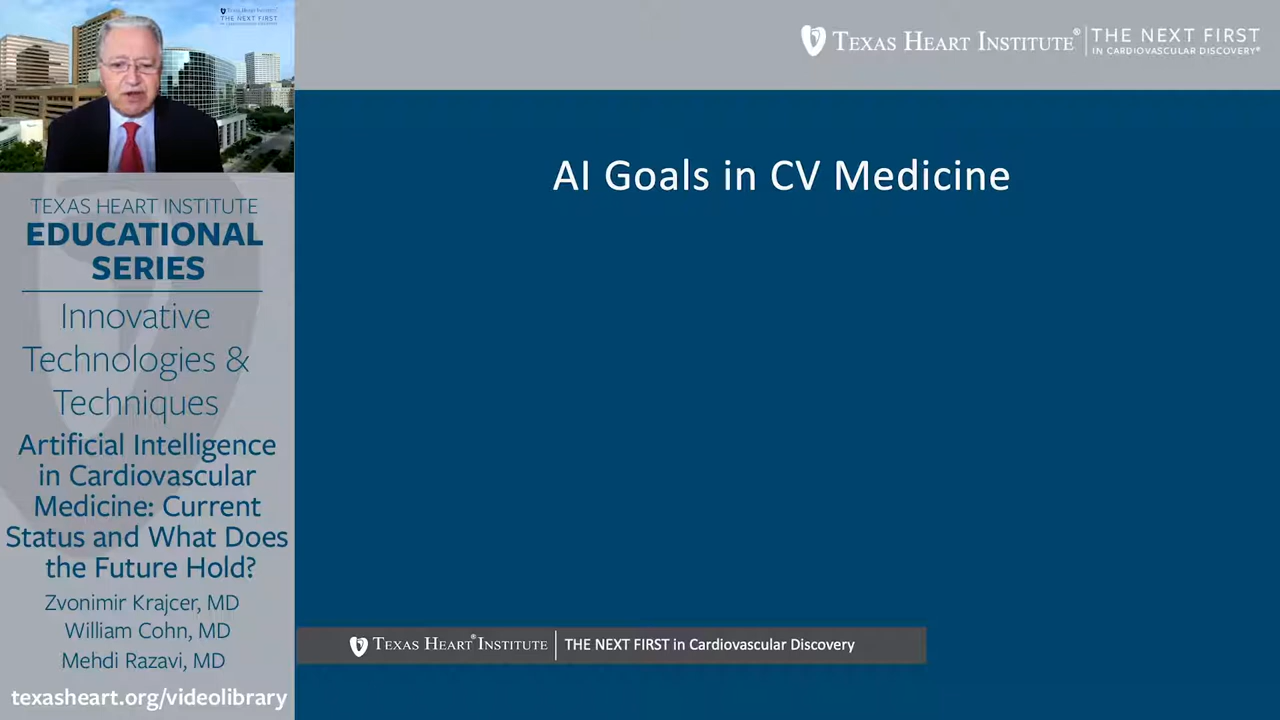 Texas Heart Institute
THE NEXT FIRST
TEXAS HEART INSTITUTE® THE NEXT FIRST
IN CARDIOVASCULAR DISCOVERY®
AI Goals in CV Medicine
TEXAS HEART INSTITUTE
EDUCATIONAL
SERIES
Innovative
Technologies &
Techniques
Artificial Intelligence
in Cardiovascular
Medicine: Current
Status and What Does
the Future Hold?
Zvonimir Krajcer, MD
William Cohn, MD
Mehdi Razavi, MD
texasheart.org/videolibrary
TEXAS HEART® INSTITUTE THE NEXT FIRST in Cardiovascular Discovery